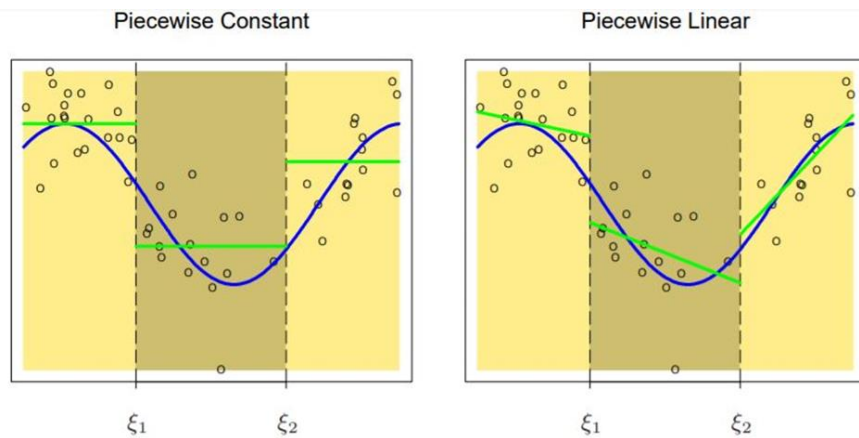 Piecewise Constant
Piecewise Linear
ξ₁ ξ₂
ξ₁ ξ₂